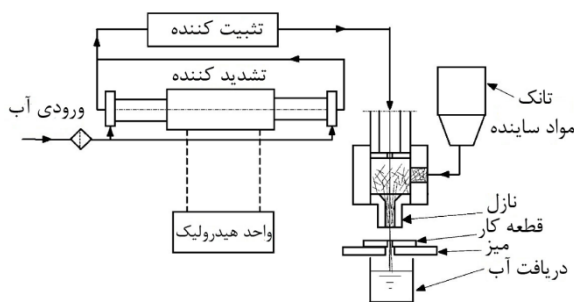 تثبیت کننده
تشدید کننده
ورودی آب
تانک
مواد ساینده
نازل
قطعه کار
میز
دریافت آب
واحد هیدرولیک